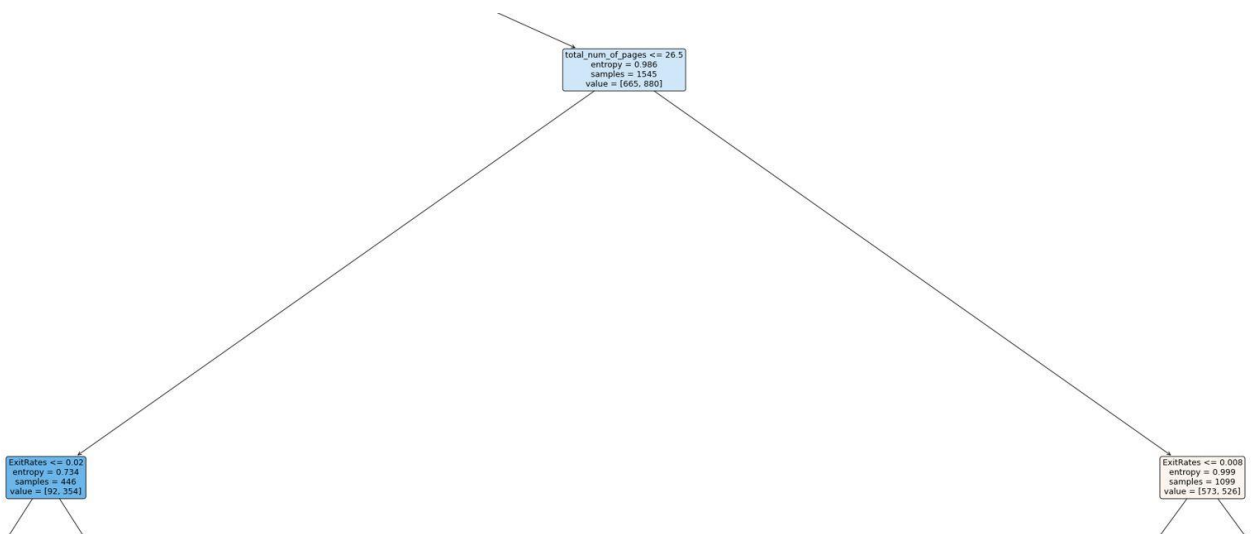 total_num_of_pages <= 26.5
entropy = 0.986
samples = 1545
value = [665, 880]
ExitRates <= 0.02
entropy = 0.734
samples = 446
value = [92, 354]
ExitRates <= 0.008
entropy = 0.999
samples = 1099
value = [573, 526]